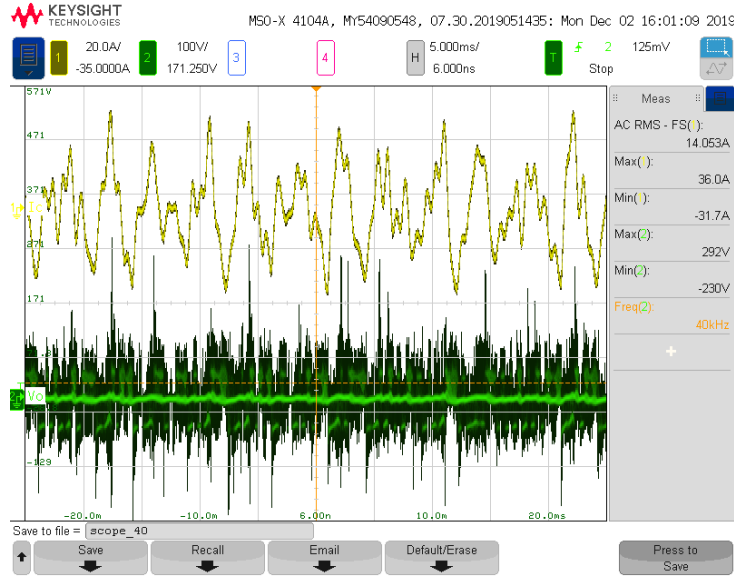 KEYSIGHT
TECHNOLOGIES
MSO-X 4104A, MY54090548, 07.30.2019051435: Mon Dec 02 16:01:09 2019
1 20.0A/ -35.0000A
2 100V/ 171.250V
3
4
H 5.000ms/ 6.000ns
T 2 125mV
Stop
571V
471
371
271
171
-129
Vo
-20.0m -10.0m 6.00n 10.0m 20.0ms
Meas
AC RMS - FS( ):
14.053A
Max( ):
36.0A
Min( ):
-31.7A
Max(2):
292V
Min(2):
-230V
Freq(2):
40kHz
Save to file = scope_40
Save
Recall
Email
Default/Erase
Press to
Save